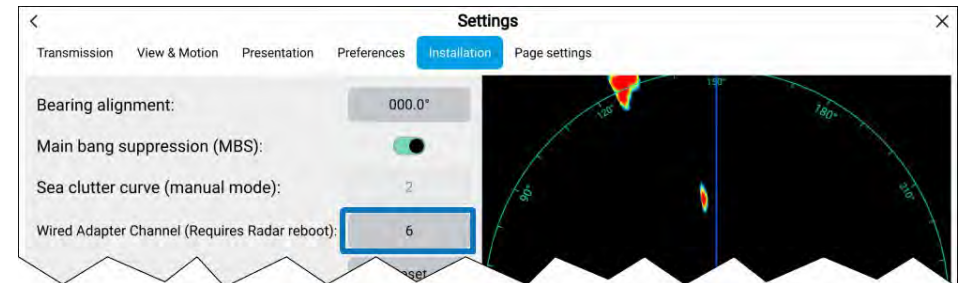 Settings
Transmission View & Motion Presentation Preferences Installation Page settings
Bearing alignment: 000.0°
Main bang suppression (MBS):
Sea clutter curve (manual mode): 2
Wired Adapter Channel (Requires Radar reboot): 6
150°
120° 180°
90° 210°